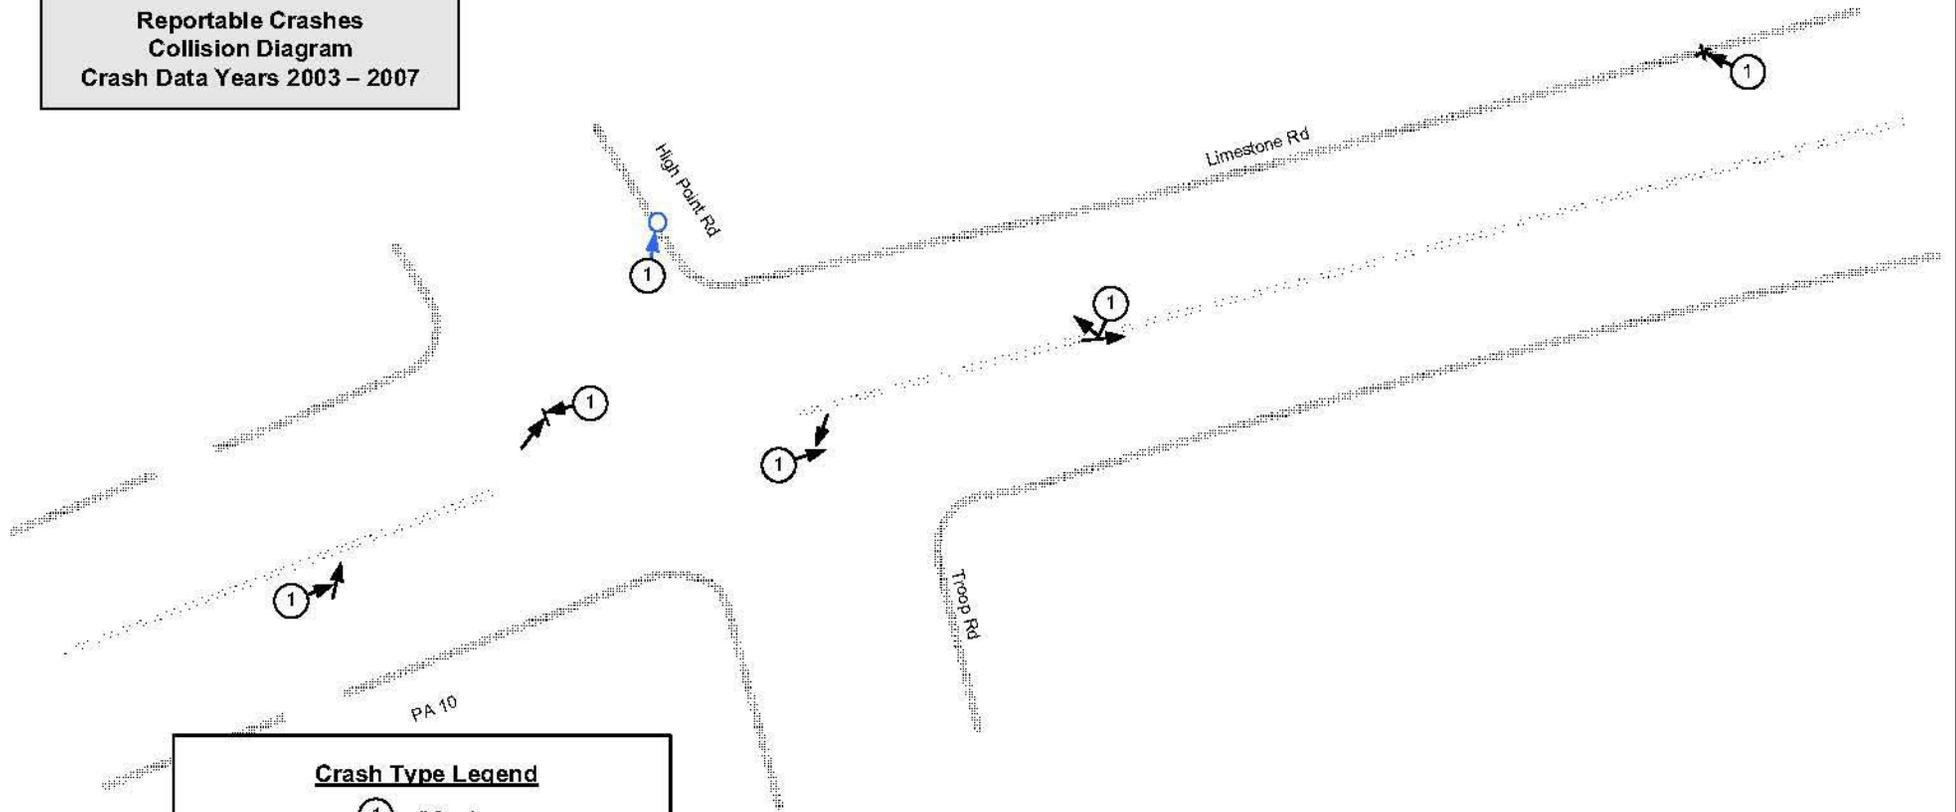 Reportable Crashes
Collision Diagram
Crash Data Years 2003 – 2007
1
High Point Rd
Limestone Rd
1
1
1
1
1
Troop Rd
PA 10
Crash Type Legend
1